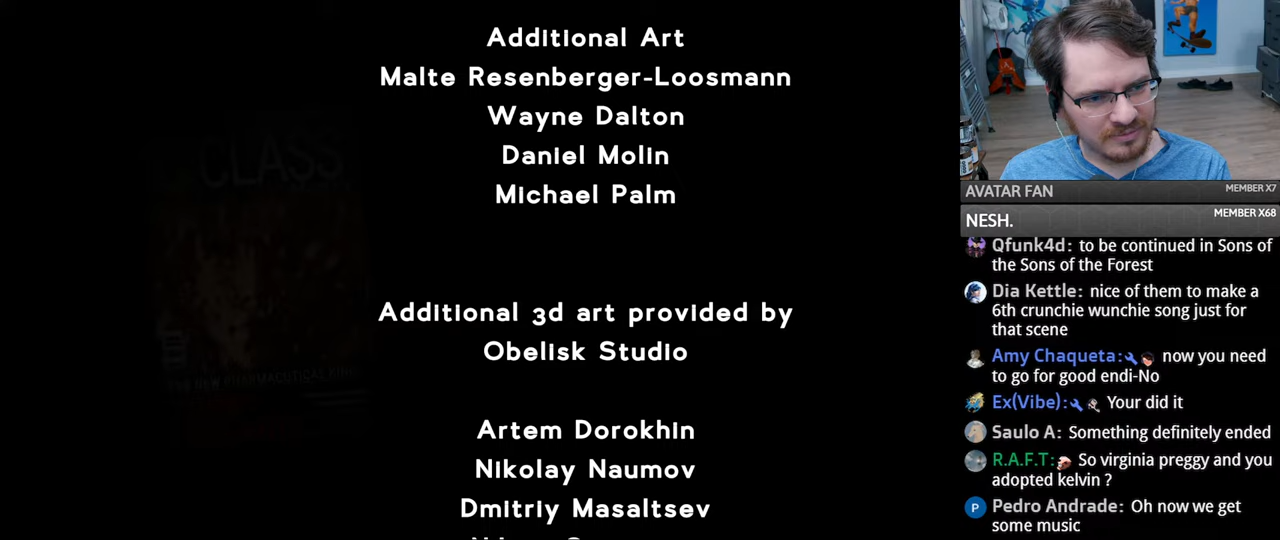 Additional Art
Malte Resenberger-Loosmann
Wayne Dalton
Daniel Molin
Michael Palm
Additional 3d art provided by
Obelisk Studio
Artem Dorokhin
Nikolay Naumov
Dmitriy Masaltsev
CLASS
AVATAR FAN
MEMBER X7
NESH.
MEMBER X68
Qfunk4d: to be continued in Sons of
the Sons of the Forest
Dia Kettle: nice of them to make a
6th crunchie wunchie song just for
that scene
Amy Chaqueta: now you need
to go for good endi-No
Ex(Vibe): Your did it
Saulo A: Something definitely ended
R.A.F.T: So virginia preggy and you
adopted kelvin ?
P
Pedro Andrade: Oh now we get
some music